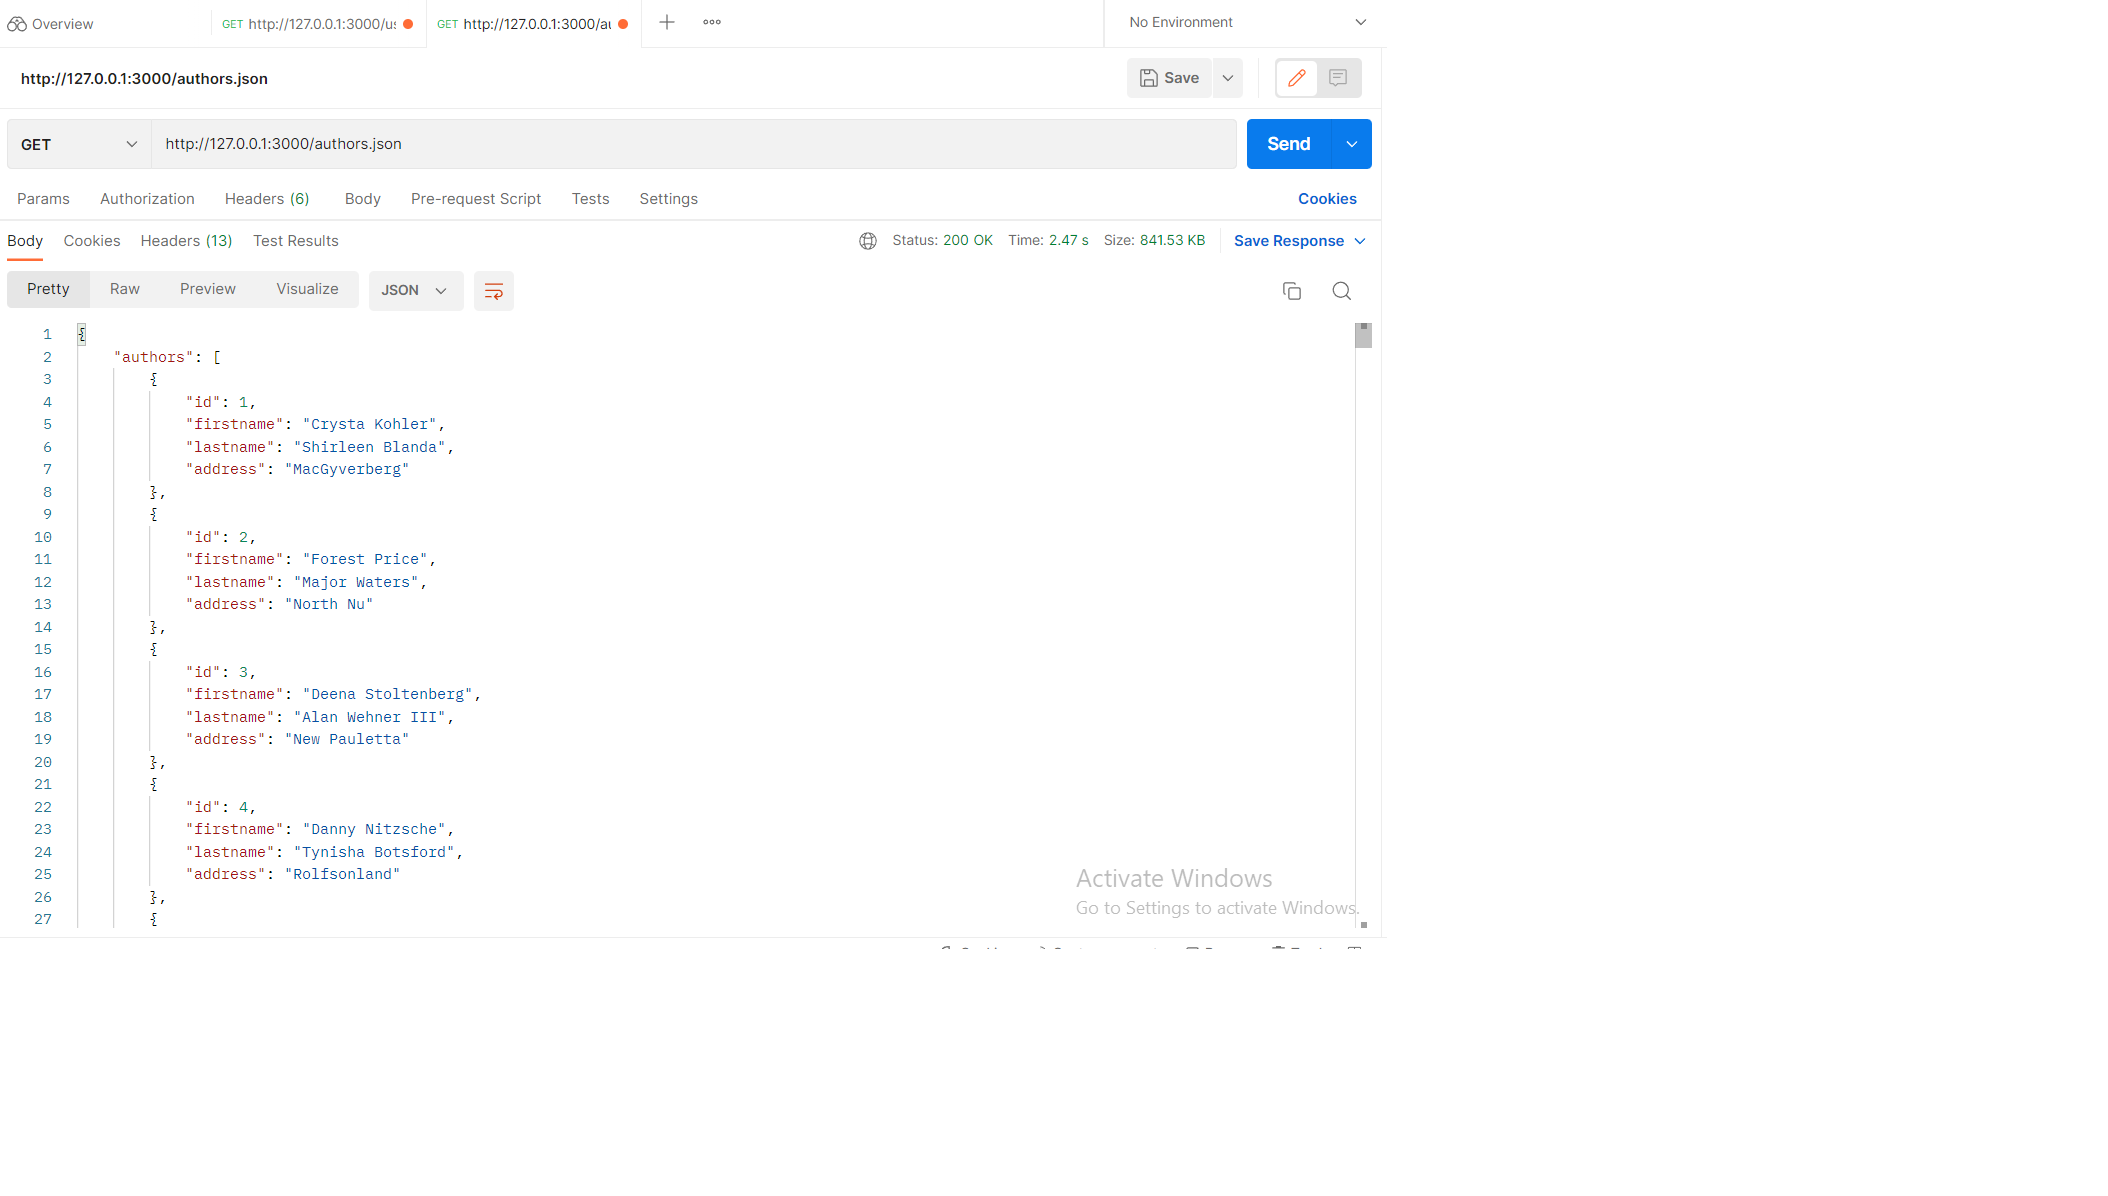 Overview
GET http://127.0.0.1:3000/us
GET http://127.0.0.1:3000/au
No Environment
http://127.0.0.1:3000/authors.json
Save
GET
http://127.0.0.1:3000/authors.json
Send
Params Authorization Headers (6) Body Pre-request Script Tests Settings Cookies
Body Cookies Headers (13) Test Results Status: 200 OK Time: 2.47 s Size: 841.53 KB Save Response
Pretty Raw Preview Visualize JSON
1 {
2 "authors": [
3 {
4 "id": 1,
5 "firstname": "Crysta Kohler",
6 "lastname": "Shirleen Blanda",
7 "address": "MacGyverberg"
8 },
9 {
10 "id": 2,
11 "firstname": "Forest Price",
12 "lastname": "Major Waters",
13 "address": "North Nu"
14 },
15 {
16 "id": 3,
17 "firstname": "Deena Stoltenberg",
18 "lastname": "Alan Wehner III",
19 "address": "New Pauletta"
20 },
21 {
22 "id": 4,
23 "firstname": "Danny Nitzsche",
24 "lastname": "Tynisha Botsford",
25 "address": "Rolfsonland"
26 },
27 {
Activate Windows
Go to Settings to activate Windows.